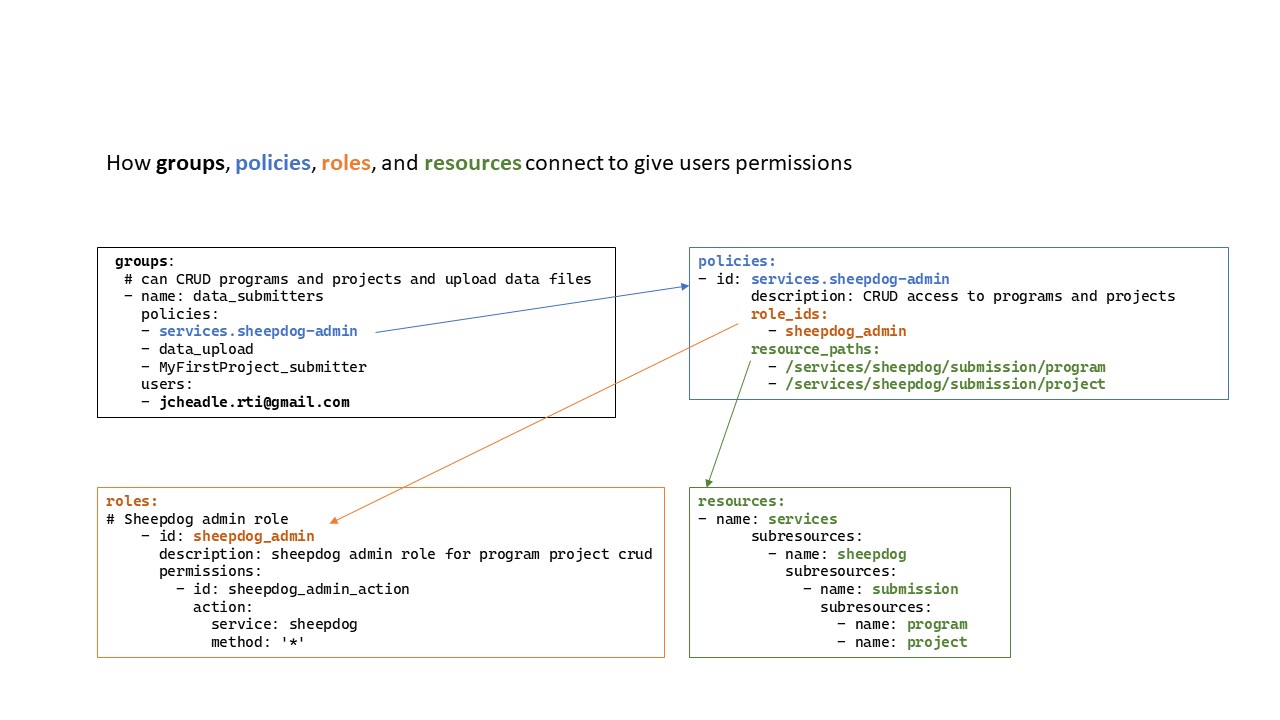 How groups, policies, roles, and resources connect to give users permissions
groups:
# can CRUD programs and projects and upload data files
- name: data_submitters
policies:
- services.sheepdog-admin
- data_upload
- MyFirstProject_submitter
users:
- jcheadle.rti@gmail.com
policies:
- id: services.sheepdog-admin
description: CRUD access to programs and projects
role_ids:
- sheepdog_admin
resource_paths:
- /services/sheepdog/submission/program
- /services/sheepdog/submission/project
roles:
# Sheepdog admin role
- id: sheepdog_admin
description: sheepdog admin role for program project crud
permissions:
- id: sheepdog_admin_action
action:
service: sheepdog
method: '*'
resources:
- name: services
subresources:
- name: sheepdog
subresources:
- name: submission
subresources:
- name: program
- name: project